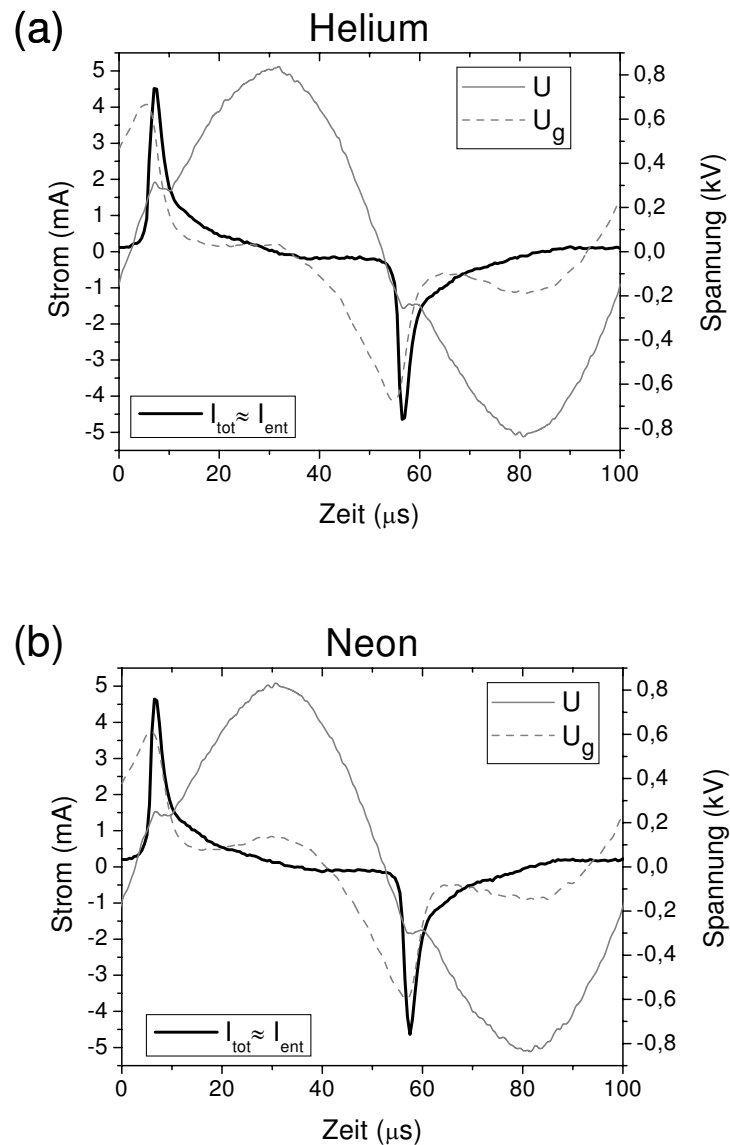 (a) Helium
U
U_g
I_tot ≈ I_ent
5
4
3
2
1
0
-1
-2
-3
-4
-5
Strom (mA)
0,8
0,6
0,4
0,2
0,0
-0,2
-0,4
-0,6
-0,8
Spannung (kV)
0 20 40 60 80 100
Zeit (μs)
(b) Neon
U
U_g
I_tot ≈ I_ent
5
4
3
2
1
0
-1
-2
-3
-4
-5
Strom (mA)
0,8
0,6
0,4
0,2
0,0
-0,2
-0,4
-0,6
-0,8
Spannung (kV)
0 20 40 60 80 100
Zeit (μs)